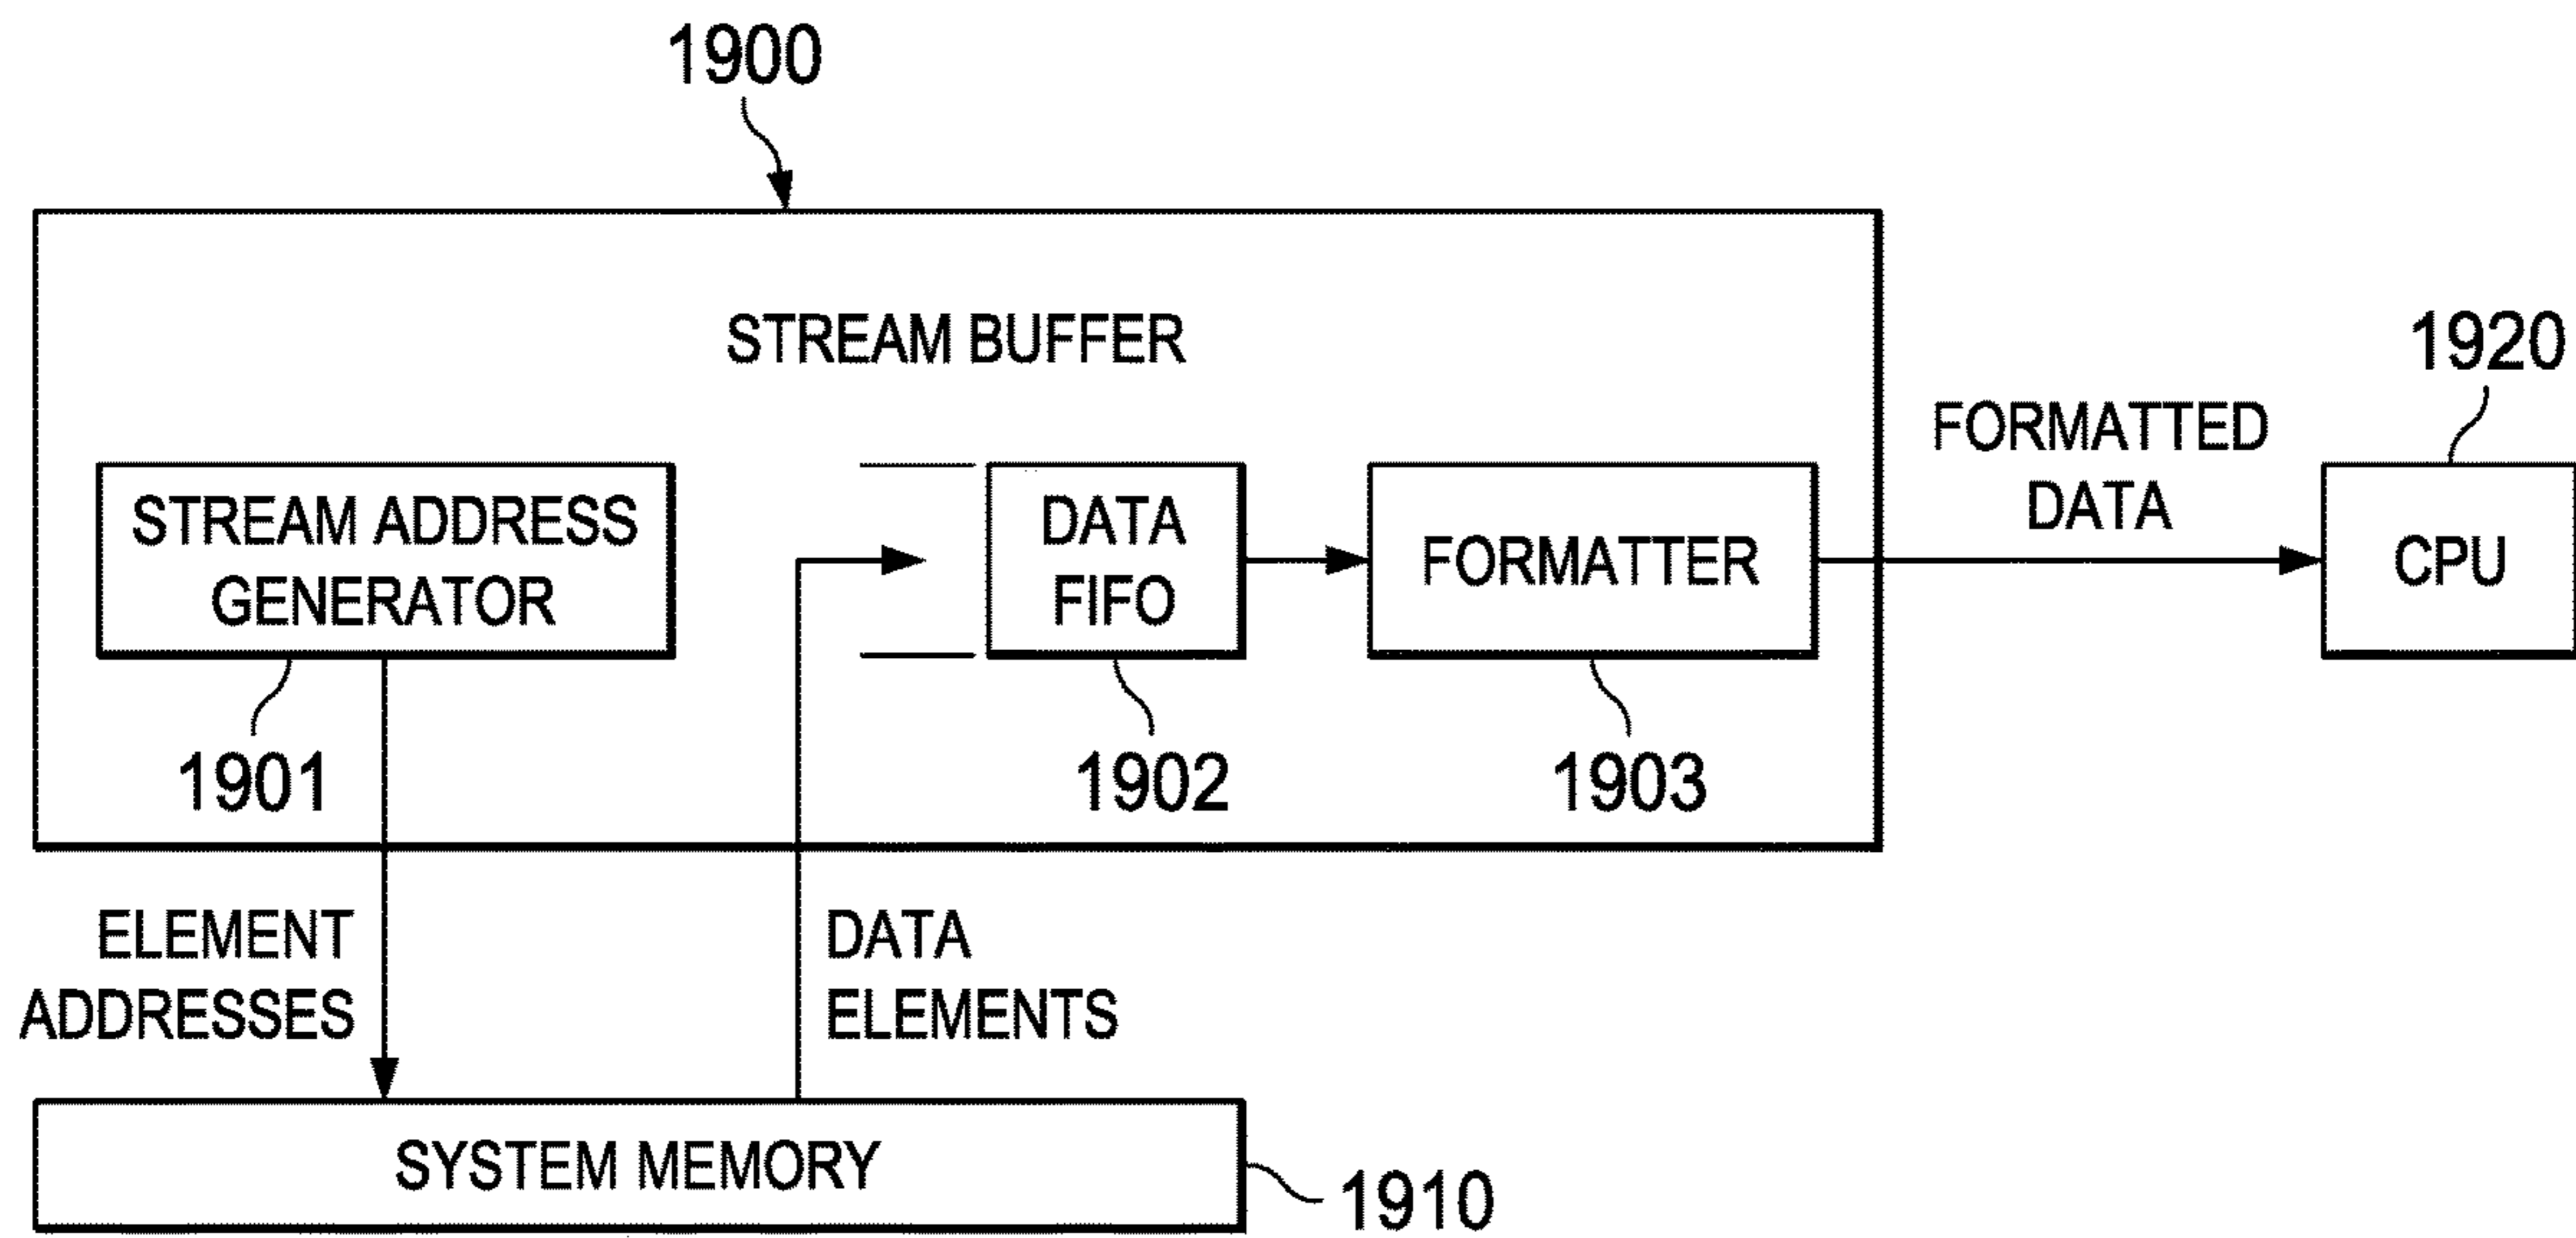 1900
STREAM BUFFER
1920
FORMATTED
DATA
STREAM ADDRESS
GENERATOR
DATA
FIFO
FORMATTER
CPU
1901
1902
1903
ELEMENT
ADDRESSES
DATA
ELEMENTS
SYSTEM MEMORY
1910